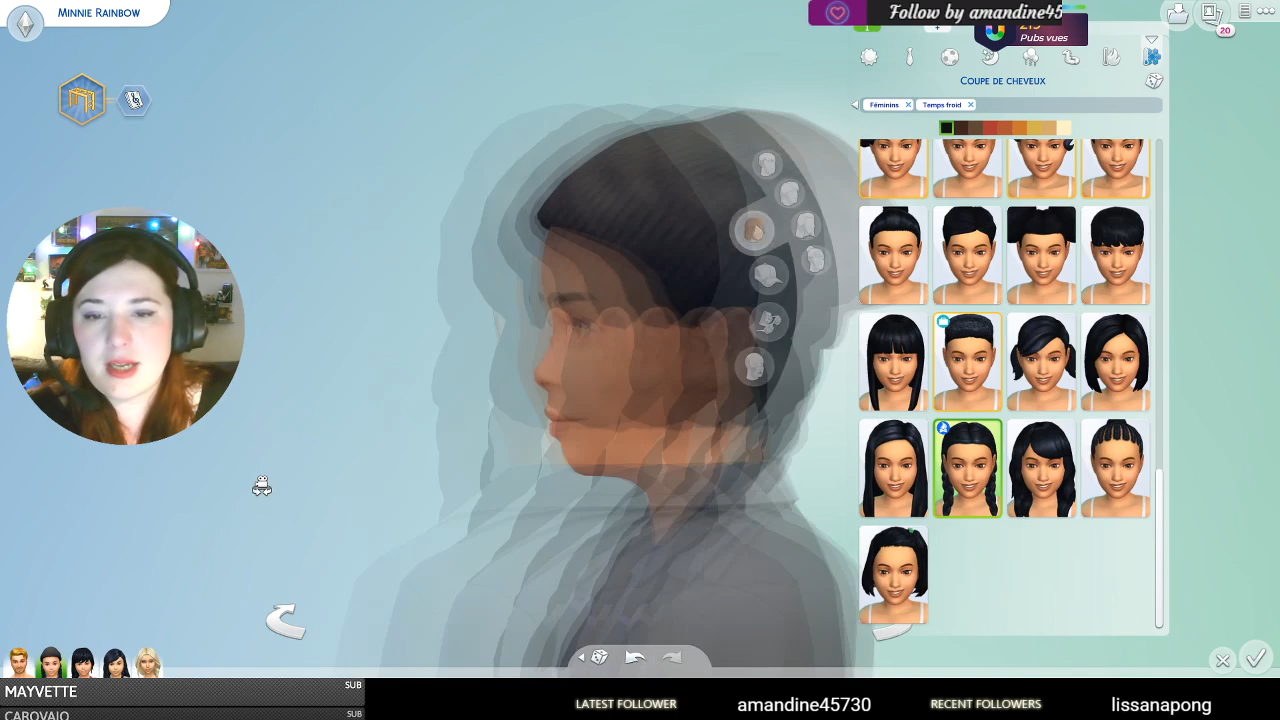 MINNIE RAINBOW
Follow by amandine45
Pubs vues
20
COUPE DE CHEVEUX
Féminins
Temps froid
MAYVETTE
SUB
CAROVAIO
SUB
LATEST FOLLOWER
amandine45730
RECENT FOLLOWERS
lissanapong